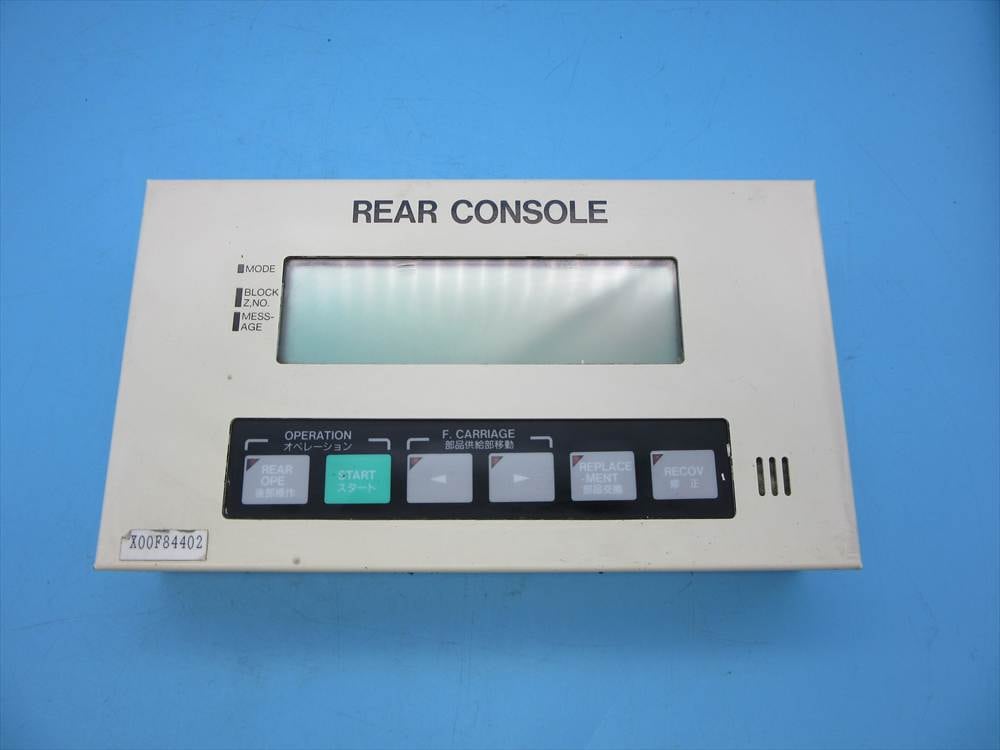 REAR CONSOLE
MODE
BLOCK
Z,NO.
MESS-
AGE
OPERATION
オペレーション
F. CARRIAGE
部品供給部移動
REAR
OPE
後部操作
START
スタート
◄
►
REPLACE
-MENT
部品交換
RECOV
修 正
X00F84402